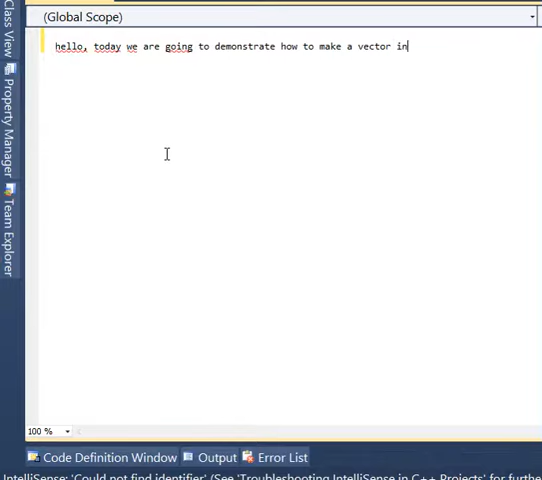 (Global Scope)
hello, today we are going to demonstrate how to make a vector in
Class View
Property Manager
Team Explorer
100 %
Code Definition Window Output Error List
IntelliSense: 'Could not find identifier' (See 'Troubleshooting IntelliSense in C++ Projects' for furthe